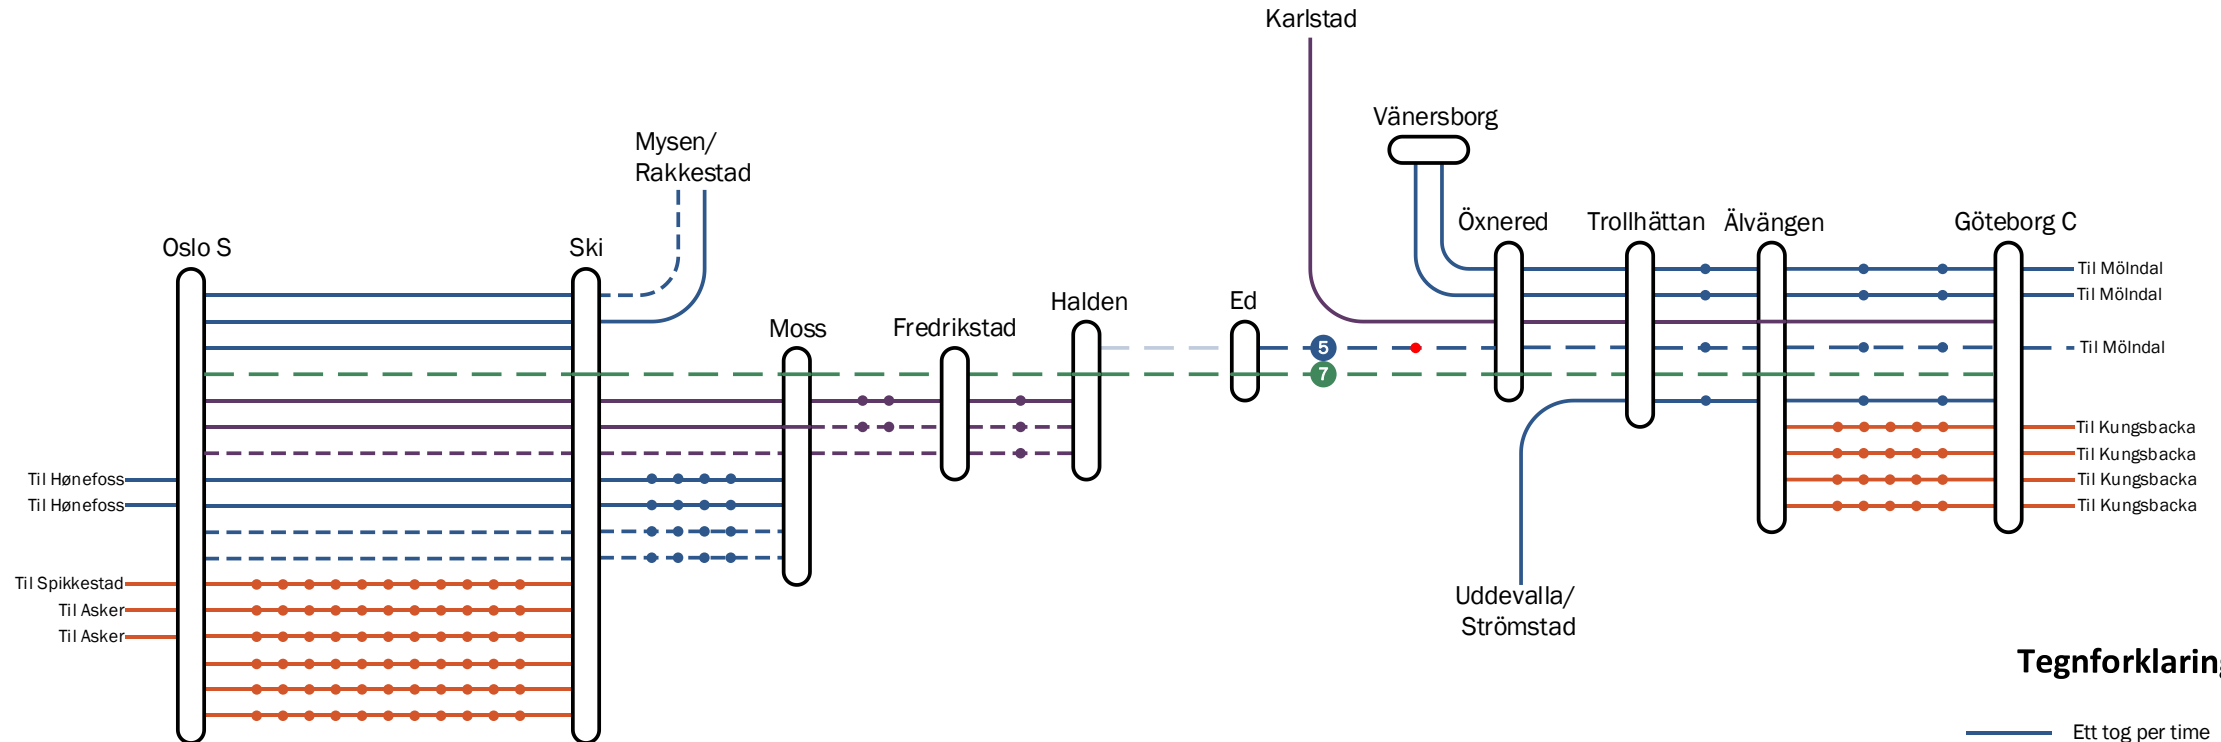 Karlstad
Vänersborg
Mysen/
Rakkestad
Öxnered
Trollhättan
Älvängen
Göteborg C
Oslo S
Ski
Halden
Ed
Moss
Fredrikstad
Til Mölndal
Til Mölndal
5
Til Mölndal
7
Til Kungsbacka
Til Kungsbacka
Til Kungsbacka
Til Kungsbacka
Til Hønefoss
Til Hønefoss
Til Spikkestad
Til Asker
Til Asker
Uddevalla/
Strömstad
Tegnforklaring
Ett tog per time